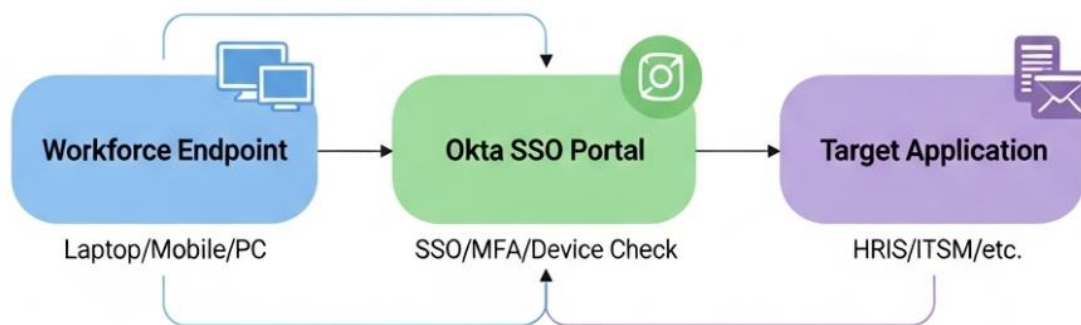 Workforce Endpoint
Okta SSO Portal
Target Application
Laptop/Mobile/PC
SSO/MFA/Device Check
HRIS/ITSM/etc.